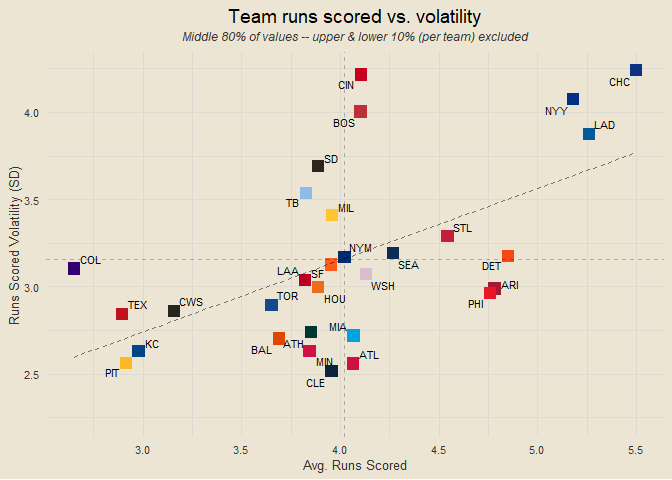 Team runs scored vs. volatility
Middle 80% of values -- upper & lower 10% (per team) excluded
CHC
CIN
NYY
4.0
BOS
LAD
SD
TB
MIL
3.5
STL
NYM
COL
LAA
SF
SEA
DET
3.0
WSH
ARI
TOR
HOU
PHI
TEX
CWS
MIA
KC
BAL
ATH
ATL
MIN
PIT
CLE
2.5
3.0
3.5
4.0
4.5
5.0
5.5
Avg. Runs Scored
Runs Scored Volatility (SD)